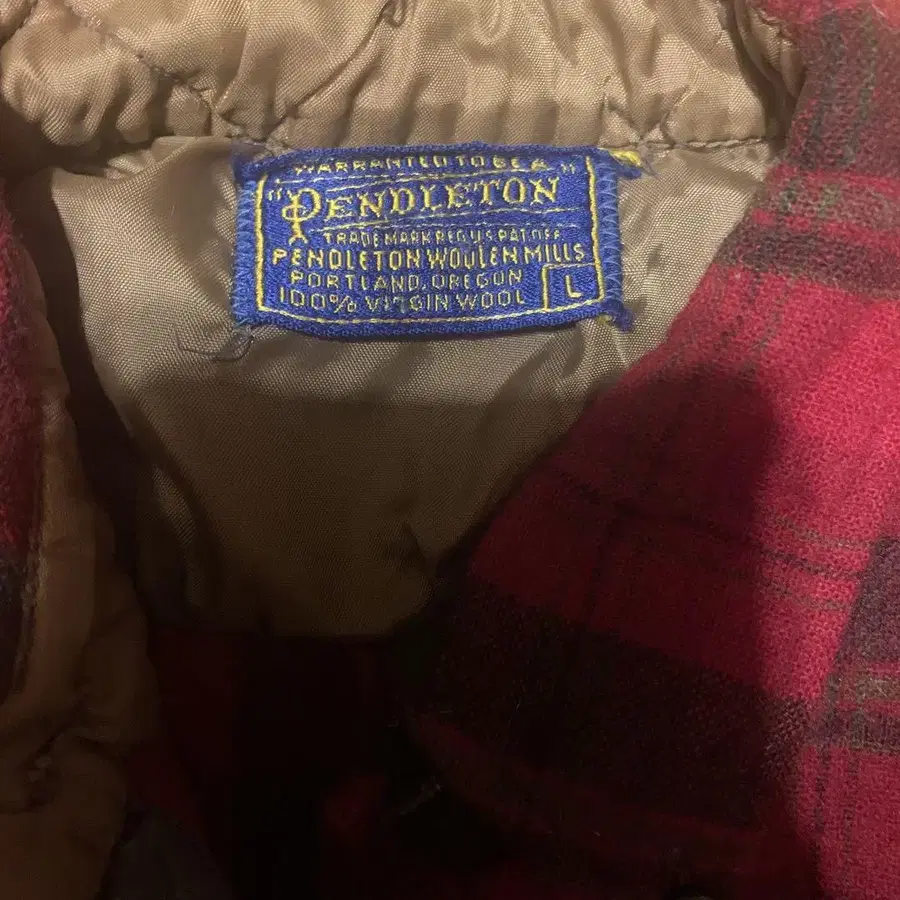 WARRANTED TO BE A
"PENDLETON"
TRADE MARK REG U S PAT OFF
PENDLETON WOOLEN MILLS
PORTLAND, OREGON
100% VIRGIN WOOL L